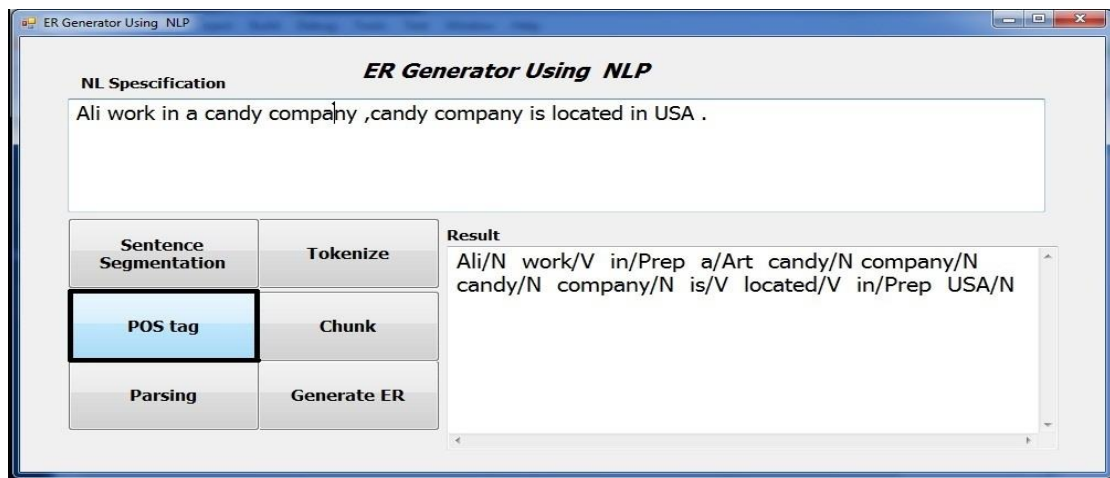 ER Generator Using NLP
ER Generator Using NLP
NL Spescification
Ali work in a candy company ,candy company is located in USA .
Sentence
Segmentation
Tokenize
POS tag
Chunk
Parsing
Generate ER
Result
Ali/N work/V in/Prep a/Art candy/N company/N
candy/N company/N is/V located/V in/Prep USA/N